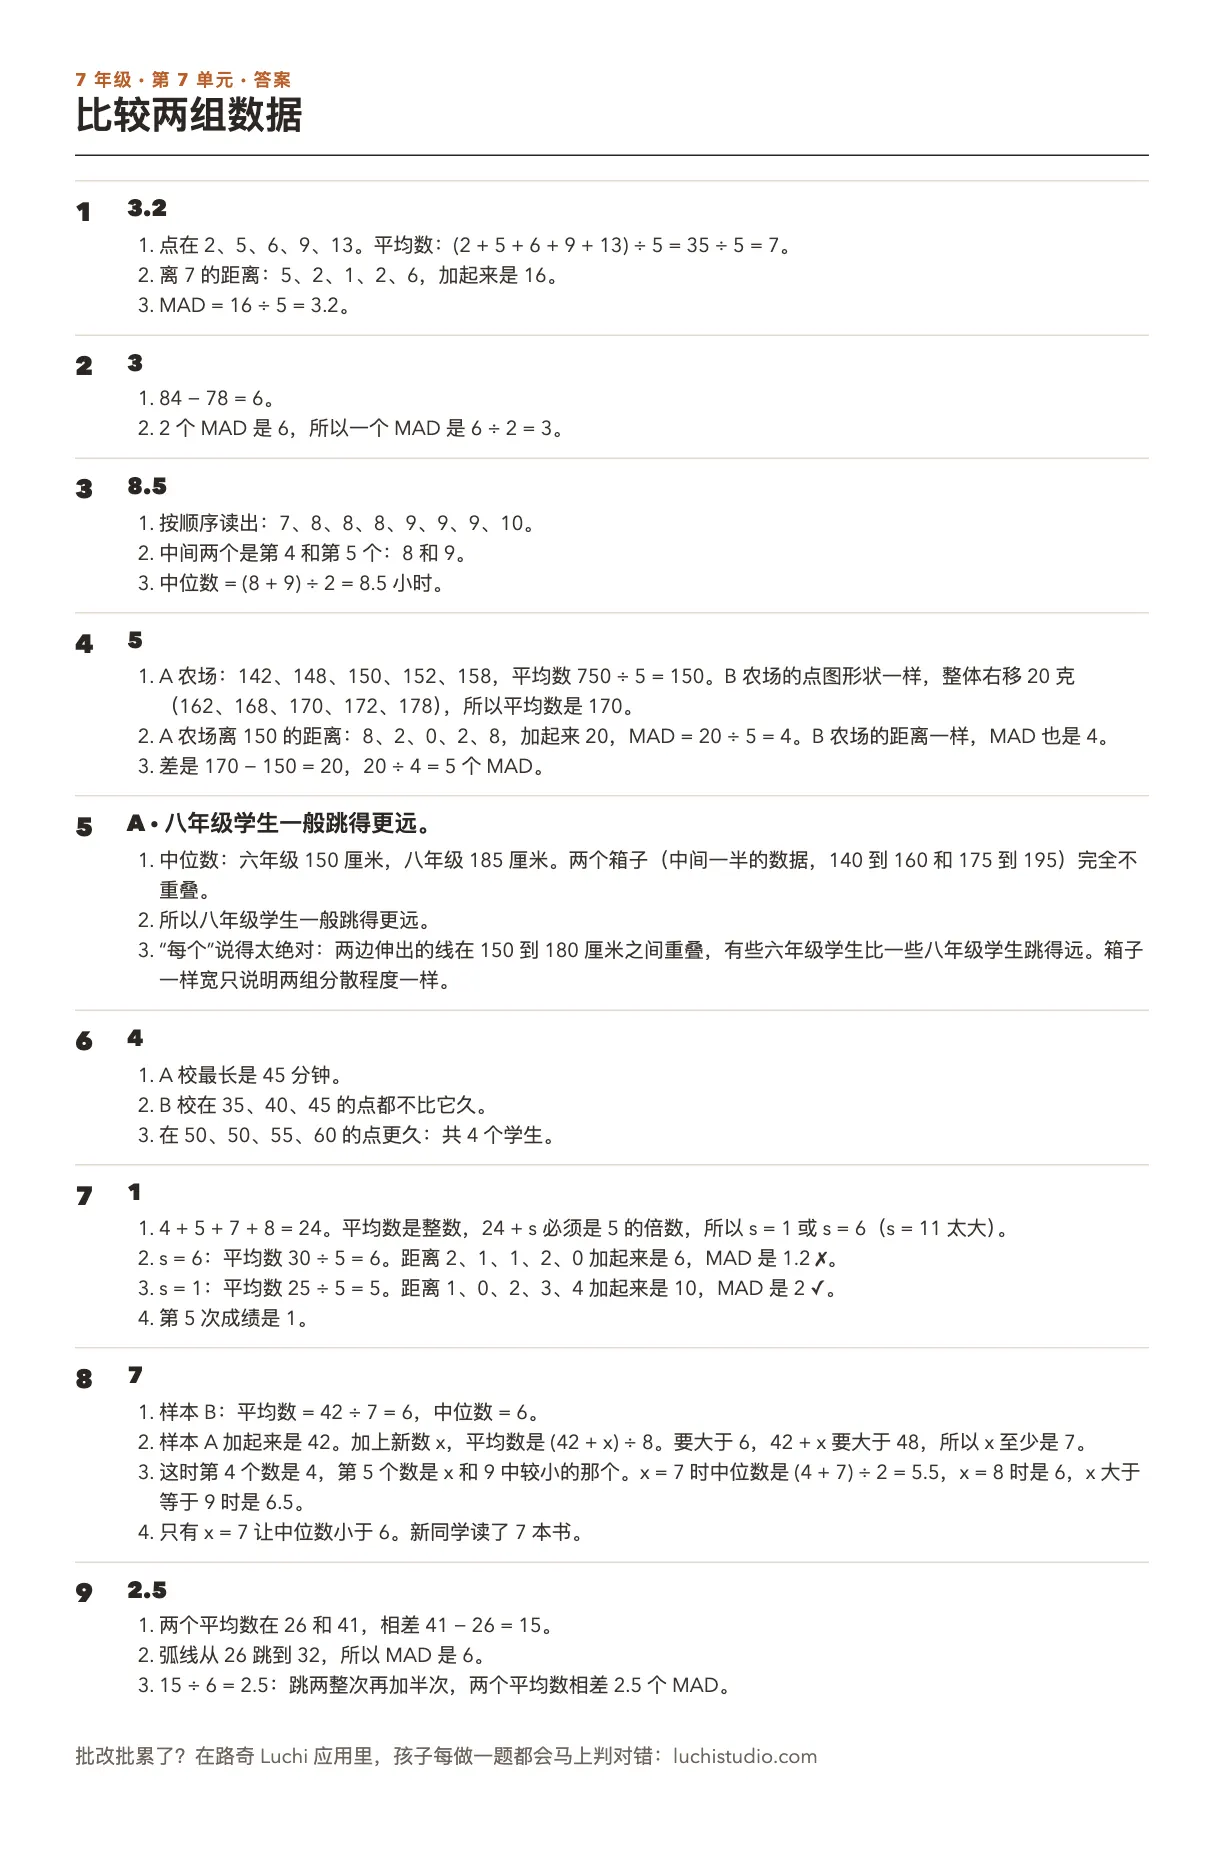 7 年级 · 第 7 单元 · 答案
比较两组数据
1 3.2
1. 点在 2、5、6、9、13。平均数：(2 + 5 + 6 + 9 + 13) ÷ 5 = 35 ÷ 5 = 7。
2. 离 7 的距离：5、2、1、2、6，加起来是 16。
3. MAD = 16 ÷ 5 = 3.2。
2 3
1. 84 − 78 = 6。
2. 2 个 MAD 是 6，所以一个 MAD 是 6 ÷ 2 = 3。
3 8.5
1. 按顺序读出：7、8、8、8、9、9、9、10。
2. 中间两个是第 4 和第 5 个：8 和 9。
3. 中位数 = (8 + 9) ÷ 2 = 8.5 小时。
4 5
1. A 农场：142、148、150、152、158，平均数 750 ÷ 5 = 150。B 农场的点图形状一样，整体右移 20 克
（162、168、170、172、178），所以平均数是 170。
2. A 农场离 150 的距离：8、2、0、2、8，加起来 20，MAD = 20 ÷ 5 = 4。B 农场的距离一样，MAD 也是 4。
3. 差是 170 − 150 = 20，20 ÷ 4 = 5 个 MAD。
5 A · 八年级学生一般跳得更远。
1. 中位数：六年级 150 厘米，八年级 185 厘米。两个箱子（中间一半的数据，140 到 160 和 175 到 195）完全不
重叠。
2. 所以八年级学生一般跳得更远。
3. “每个”说得太绝对：两边伸出的线在 150 到 180 厘米之间重叠，有些六年级学生比一些八年级学生跳得远。箱子
一样宽只说明两组分散程度一样。
6 4
1. A 校最长是 45 分钟。
2. B 校在 35、40、45 的点都不比它久。
3. 在 50、50、55、60 的点更久：共 4 个学生。
7 1
1. 4 + 5 + 7 + 8 = 24。平均数是整数，24 + s 必须是 5 的倍数，所以 s = 1 或 s = 6（s = 11 太大）。
2. s = 6：平均数 30 ÷ 5 = 6。距离 2、1、1、2、0 加起来是 6，MAD 是 1.2 ✗。
3. s = 1：平均数 25 ÷ 5 = 5。距离 1、0、2、3、4 加起来是 10，MAD 是 2 ✓。
4. 第 5 次成绩是 1。
8 7
1. 样本 B：平均数 = 42 ÷ 7 = 6，中位数 = 6。
2. 样本 A 加起来是 42。加上新数 x，平均数是 (42 + x) ÷ 8。要大于 6，42 + x 要大于 48，所以 x 至少是 7。
3. 这时第 4 个数是 4，第 5 个数是 x 和 9 中较小的那个。x = 7 时中位数是 (4 + 7) ÷ 2 = 5.5，x = 8 时是 6，x 大于
等于 9 时是 6.5。
4. 只有 x = 7 让中位数小于 6。新同学读了 7 本书。
9 2.5
1. 两个平均数在 26 和 41，相差 41 − 26 = 15。
2. 弧线从 26 跳到 32，所以 MAD 是 6。
3. 15 ÷ 6 = 2.5：跳两整次再加半次，两个平均数相差 2.5 个 MAD。
批改批累了？在路奇 Luchi 应用里，孩子每做一题都会马上判对错：luchistudio.com